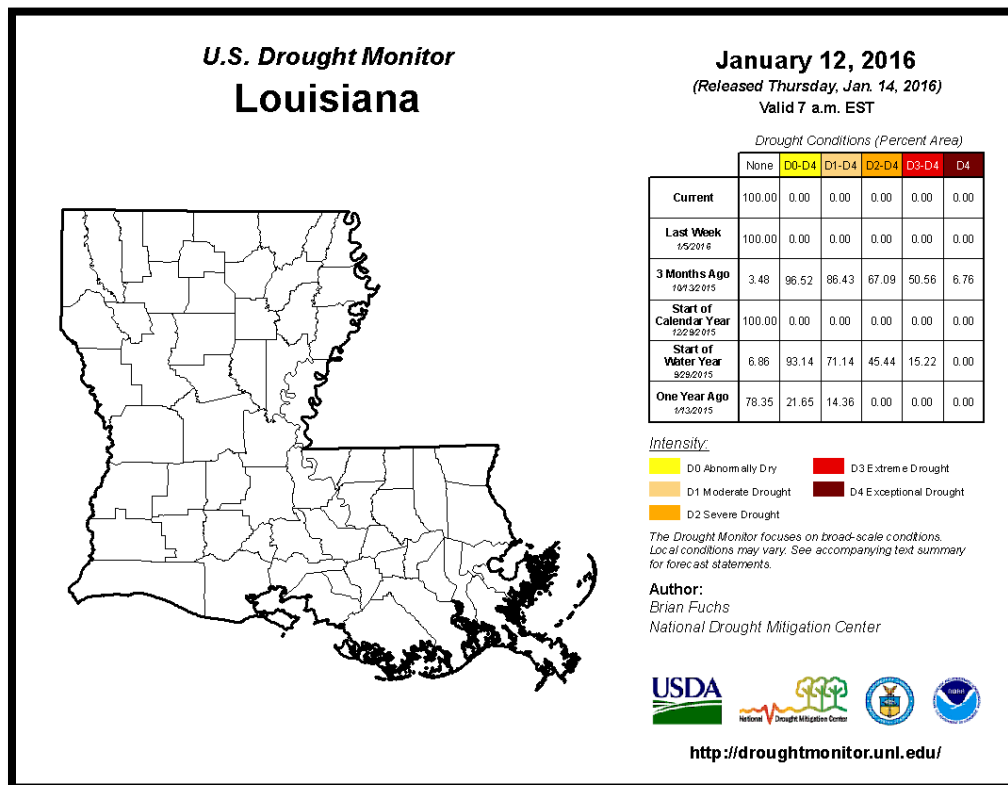 U.S. Drought Monitor
Louisiana
January 12, 2016
(Released Thursday, Jan. 14, 2016)
Valid 7 a.m. EST
Drought Conditions (Percent Area)
None D0-D4 D1-D4 D2-D4 D3-D4 D4
Current 100.00 0.00 0.00 0.00 0.00 0.00
Last Week
1/5/2016 100.00 0.00 0.00 0.00 0.00 0.00
3 Months Ago
10/13/2015 3.48 96.52 86.43 67.09 50.56 6.76
Start of
Calendar Year
12/29/2015 100.00 0.00 0.00 0.00 0.00 0.00
Start of
Water Year
9/29/2015 6.86 93.14 71.14 45.44 15.22 0.00
One Year Ago
1/13/2015 78.35 21.65 14.36 0.00 0.00 0.00
Intensity:
D0 Abnormally Dry
D1 Moderate Drought
D2 Severe Drought
D3 Extreme Drought
D4 Exceptional Drought
The Drought Monitor focuses on broad-scale conditions.
Local conditions may vary. See accompanying text summary
for forecast statements.
Author:
Brian Fuchs
National Drought Mitigation Center
USDA
National Drought Mitigation Center
noaa
http://droughtmonitor.unl.edu/